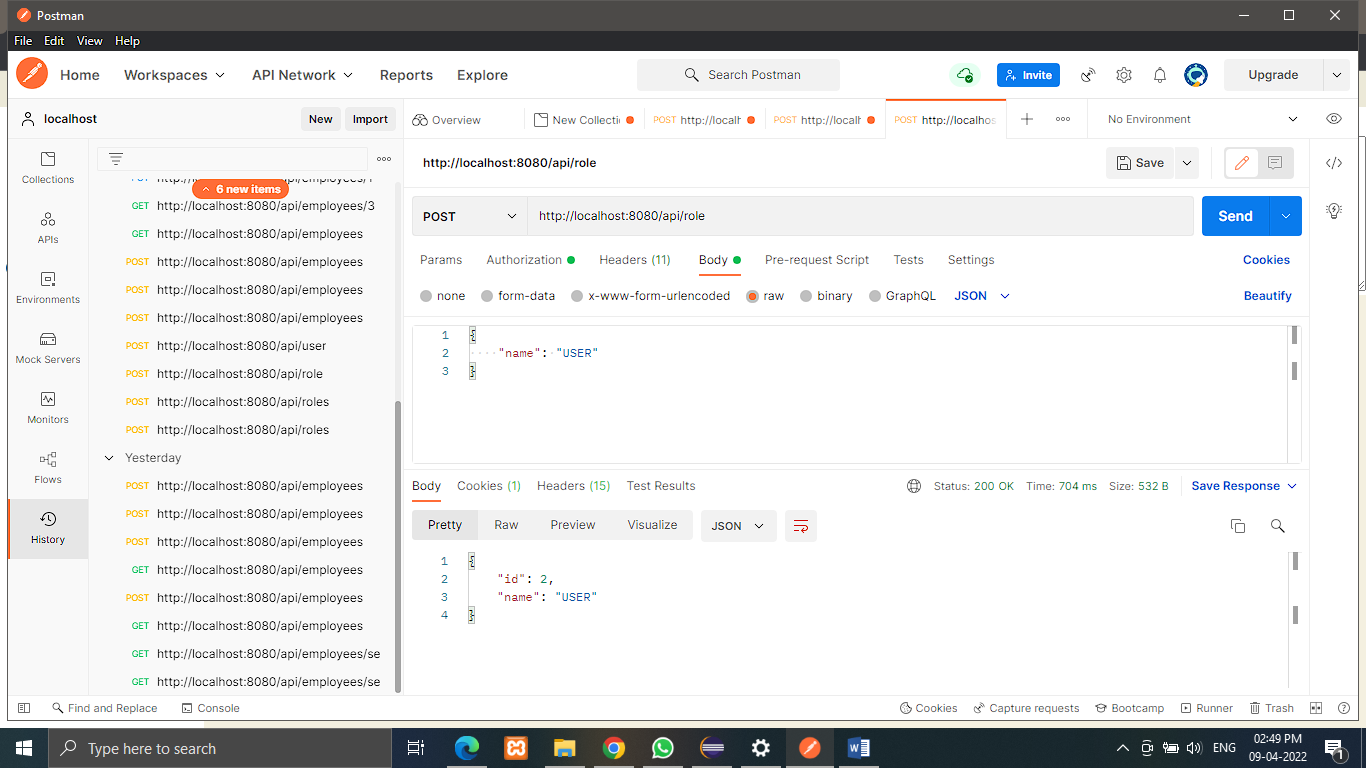 Postman
File Edit View Help
Home Workspaces API Network Reports Explore Search Postman Invite Upgrade
localhost New Import
Overview New Collecti POST http://localh POST http://localh POST http://localhos No Environment
Collections
APIs
Environments
Mock Servers
Monitors
Flows
History
6 new items
GET http://localhost:8080/api/employees/3
GET http://localhost:8080/api/employees
POST http://localhost:8080/api/employees
POST http://localhost:8080/api/employees
POST http://localhost:8080/api/employees
POST http://localhost:8080/api/user
POST http://localhost:8080/api/role
POST http://localhost:8080/api/roles
POST http://localhost:8080/api/roles
Yesterday
POST http://localhost:8080/api/employees
POST http://localhost:8080/api/employees
POST http://localhost:8080/api/employees
GET http://localhost:8080/api/employees
POST http://localhost:8080/api/employees
GET http://localhost:8080/api/employees
GET http://localhost:8080/api/employees/se
GET http://localhost:8080/api/employees/se
http://localhost:8080/api/role Save
POST http://localhost:8080/api/role Send
Params Authorization Headers (11) Body Pre-request Script Tests Settings Cookies
none form-data x-www-form-urlencoded raw binary GraphQL JSON Beautify
1 {
2 "name": "USER"
3 }
Body Cookies (1) Headers (15) Test Results Status: 200 OK Time: 704 ms Size: 532 B Save Response
Pretty Raw Preview Visualize JSON
1 {
2 "id": 2,
3 "name": "USER"
4 }
Find and Replace Console Cookies Capture requests Bootcamp Runner Trash
Type here to search ENG 02:49 PM
09-04-2022 1